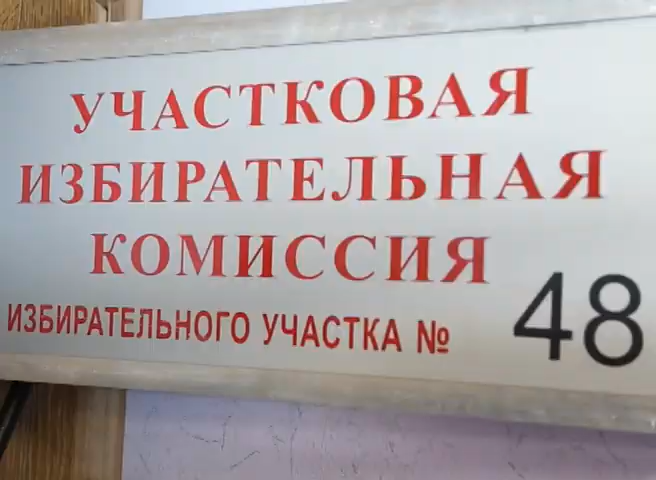 УЧАСТКОВАЯ
ИЗБИРАТЕЛЬНАЯ
КОМИССИЯ
ИЗБИРАТЕЛЬНОГО УЧАСТКА № 48